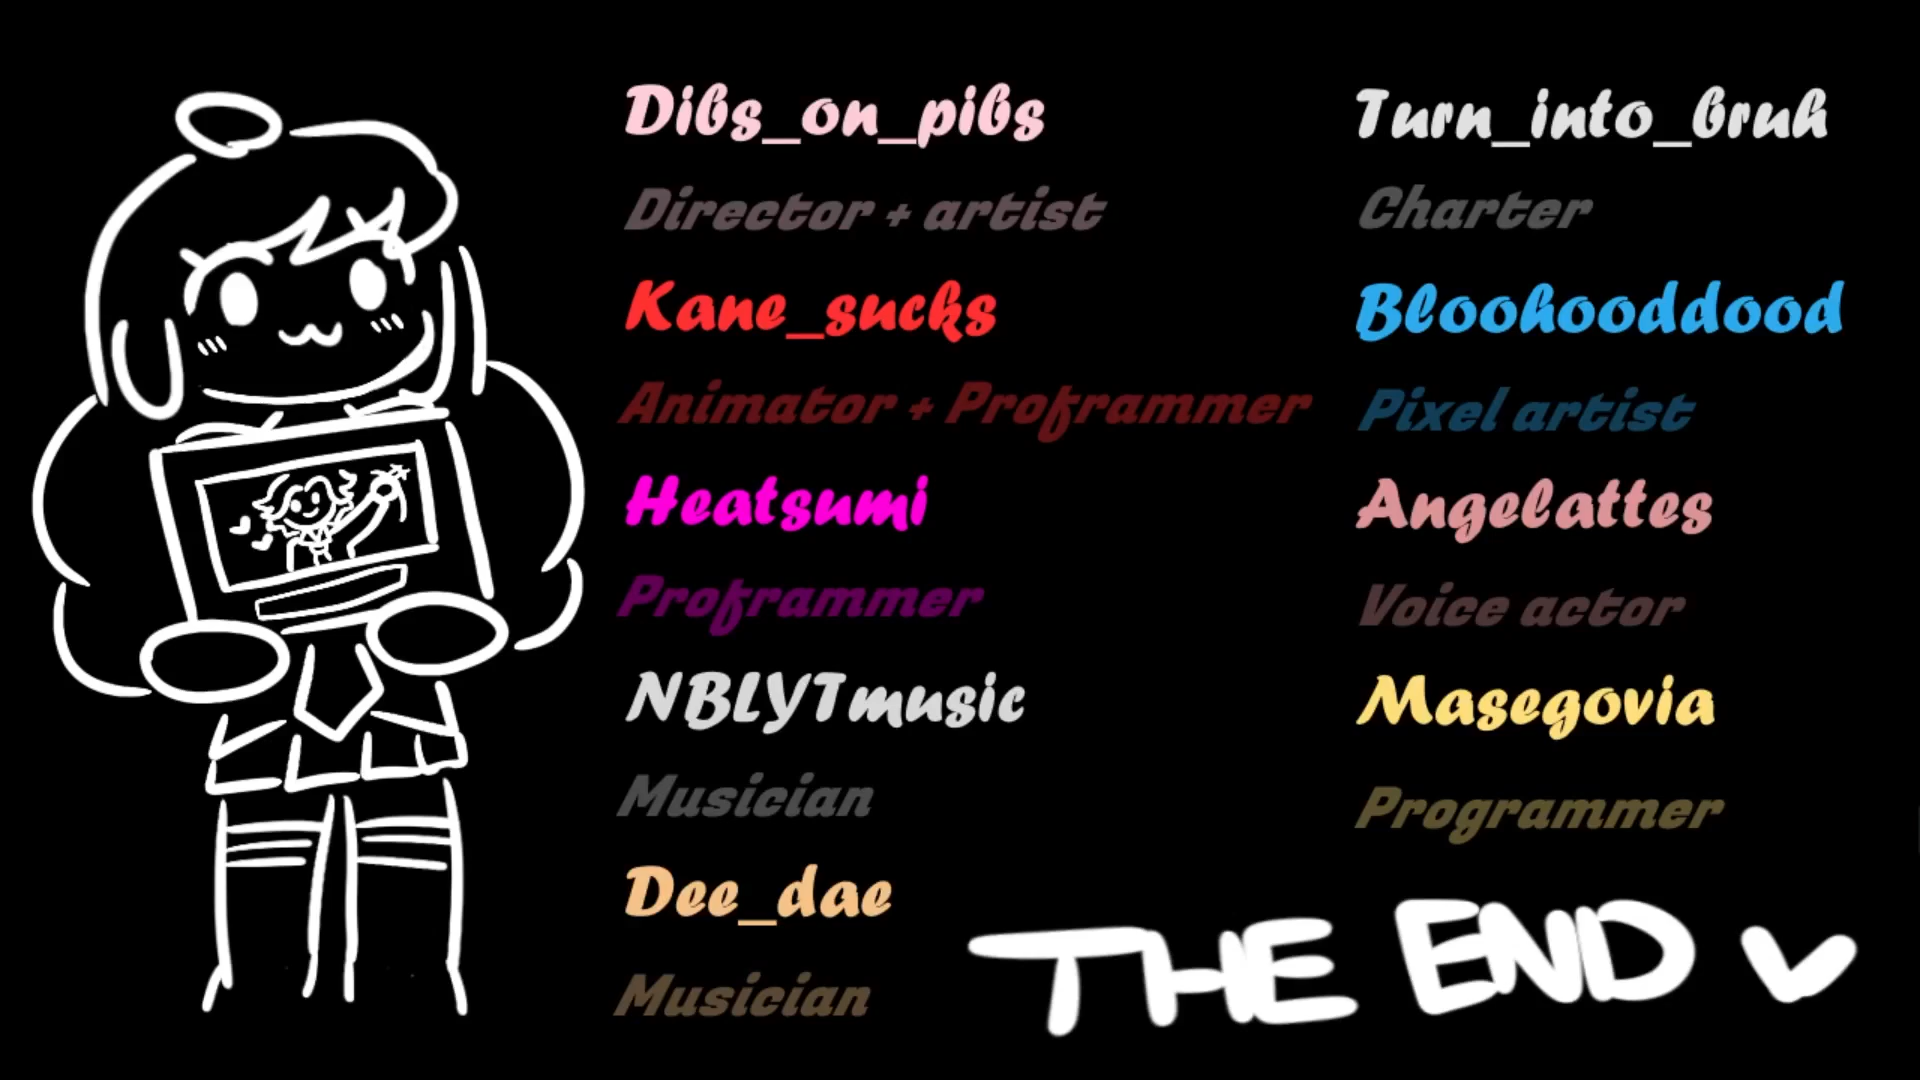 Dibs_on_pibs
Director + artist
Kane_sucks
Animator + Proframmer
Heatsumi
Proframmer
NBLYTmusic
Musician
Dee_dae
Musician
Turn_into_bruh
Charter
Bloohooddood
Pixel artist
Angelattes
Voice actor
Masegovia
Programmer
THE END